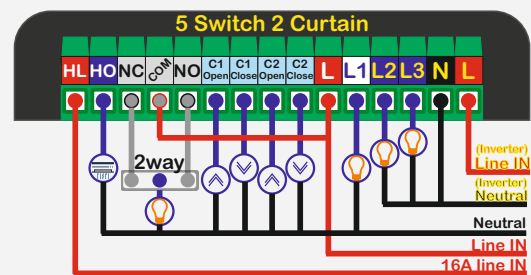 5 Switch 2 Curtain
HL HO NC COM NO C1 Open C1 Close C2 Open C2 Close L L1 L2 L3 N L
2way
(Inverter)
Line IN
(Inverter)
Neutral
Neutral
Line IN
16A line IN